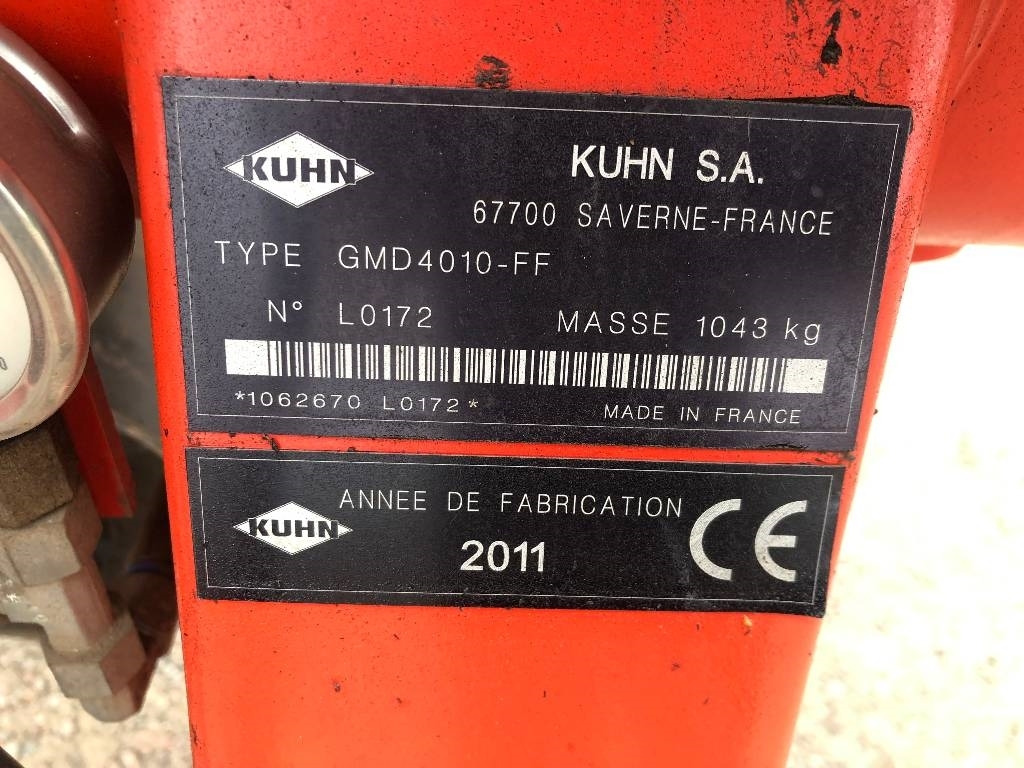 KUHN
KUHN S.A.
67700 SAVERNE-FRANCE
TYPE GMD4010-FF
N° L0172 MASSE 1043 kg
*1062670 L0172*
MADE IN FRANCE
KUHN
ANNEE DE FABRICATION
2011
CE